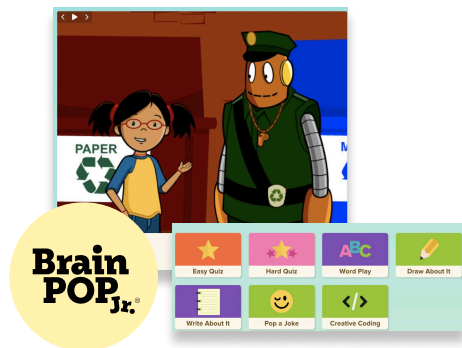 PAPER
M
Brain
POP
Jr.®
Easy Quiz
Hard Quiz
Word Play
ABC
Draw About It
Write About It
Pop a Joke
</>
Creative Coding